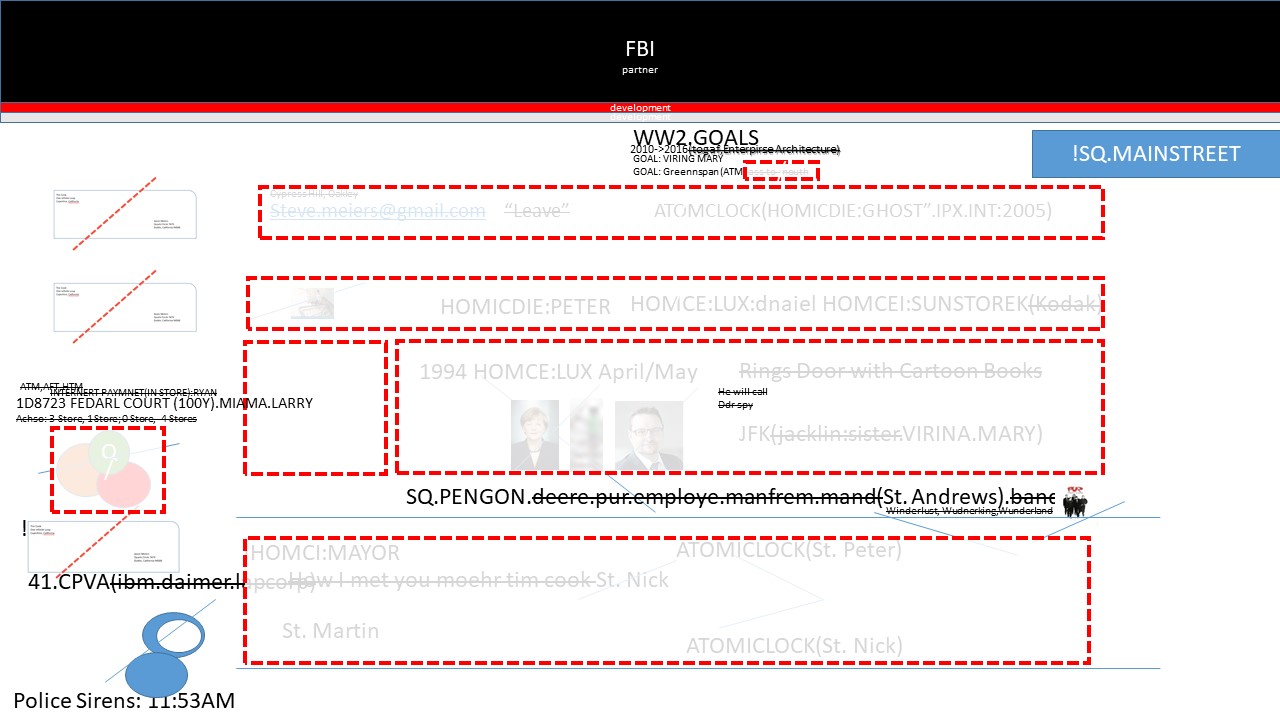 FBI
partner
development
development
WW2.GOALS
2010->2016(togaf,Enterpirse Architecture)
GOAL: VIRING MARY
GOAL: Greennspan(ATM
!SQ.MAINSTREET
Cypress Hill, Oakley
Steve.meiers@gmail.com “Leave” ATOMCLOCK(HOMICDIE:GHOST”.IPX.INT:2005)
HOMICDIE:PETER HOMCE:LUX:dnaiel HOMCEI:SUNSTOREK(Kodak)
1994 HOMCE:LUX April/May Rings Door with Cartoon Books
ATM,AFT.HTM
INTERNERT PAYMNET(IN STORE):RYAN
1D8723 FEDARL COURT (100Y).MIAMA.LARRY
Achso: 3 Store, 1 Store; 0 Store, -4 Stores
He will call
Ddr spy
JFK(jacklin:sister.VIRINA.MARY)
SQ.PENGON.deere.pur.employe.manfrem.mand(St. Andrews).banc
Winderlust, Wudnerking,Wunderland
!
HOMCI:MAYOR ATOMICLOCK(St. Peter)
41.CPVA(ibm.daimer.lapcorp)
How I met you moehr tim cook St. Nick
St. Martin
ATOMICLOCK(St. Nick)
Police Sirens: 11:53AM